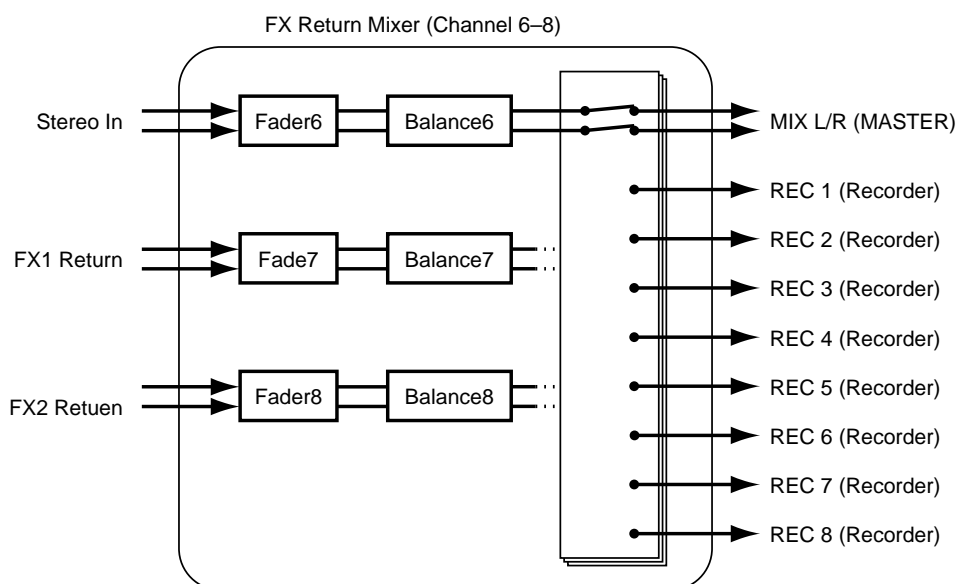 FX Return Mixer (Channel 6–8)
Stereo In
Fader6
Balance6
MIX L/R (MASTER)
REC 1 (Recorder)
REC 2 (Recorder)
FX1 Return
Fade7
Balance7
REC 3 (Recorder)
REC 4 (Recorder)
FX2 Retuen
Fader8
Balance8
REC 5 (Recorder)
REC 6 (Recorder)
REC 7 (Recorder)
REC 8 (Recorder)